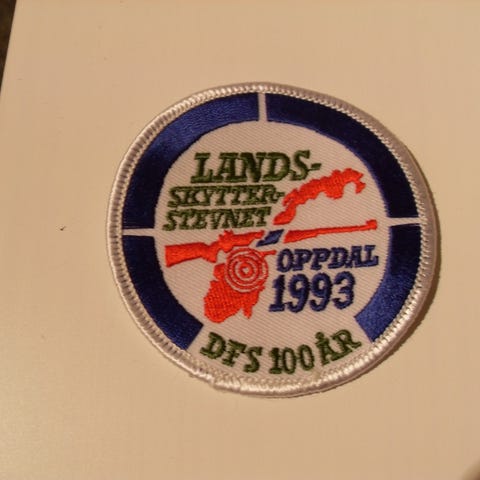 LANDS-
SKYTTER-
STEVNET
OPPDAL
1993
DFS 100 ÅR